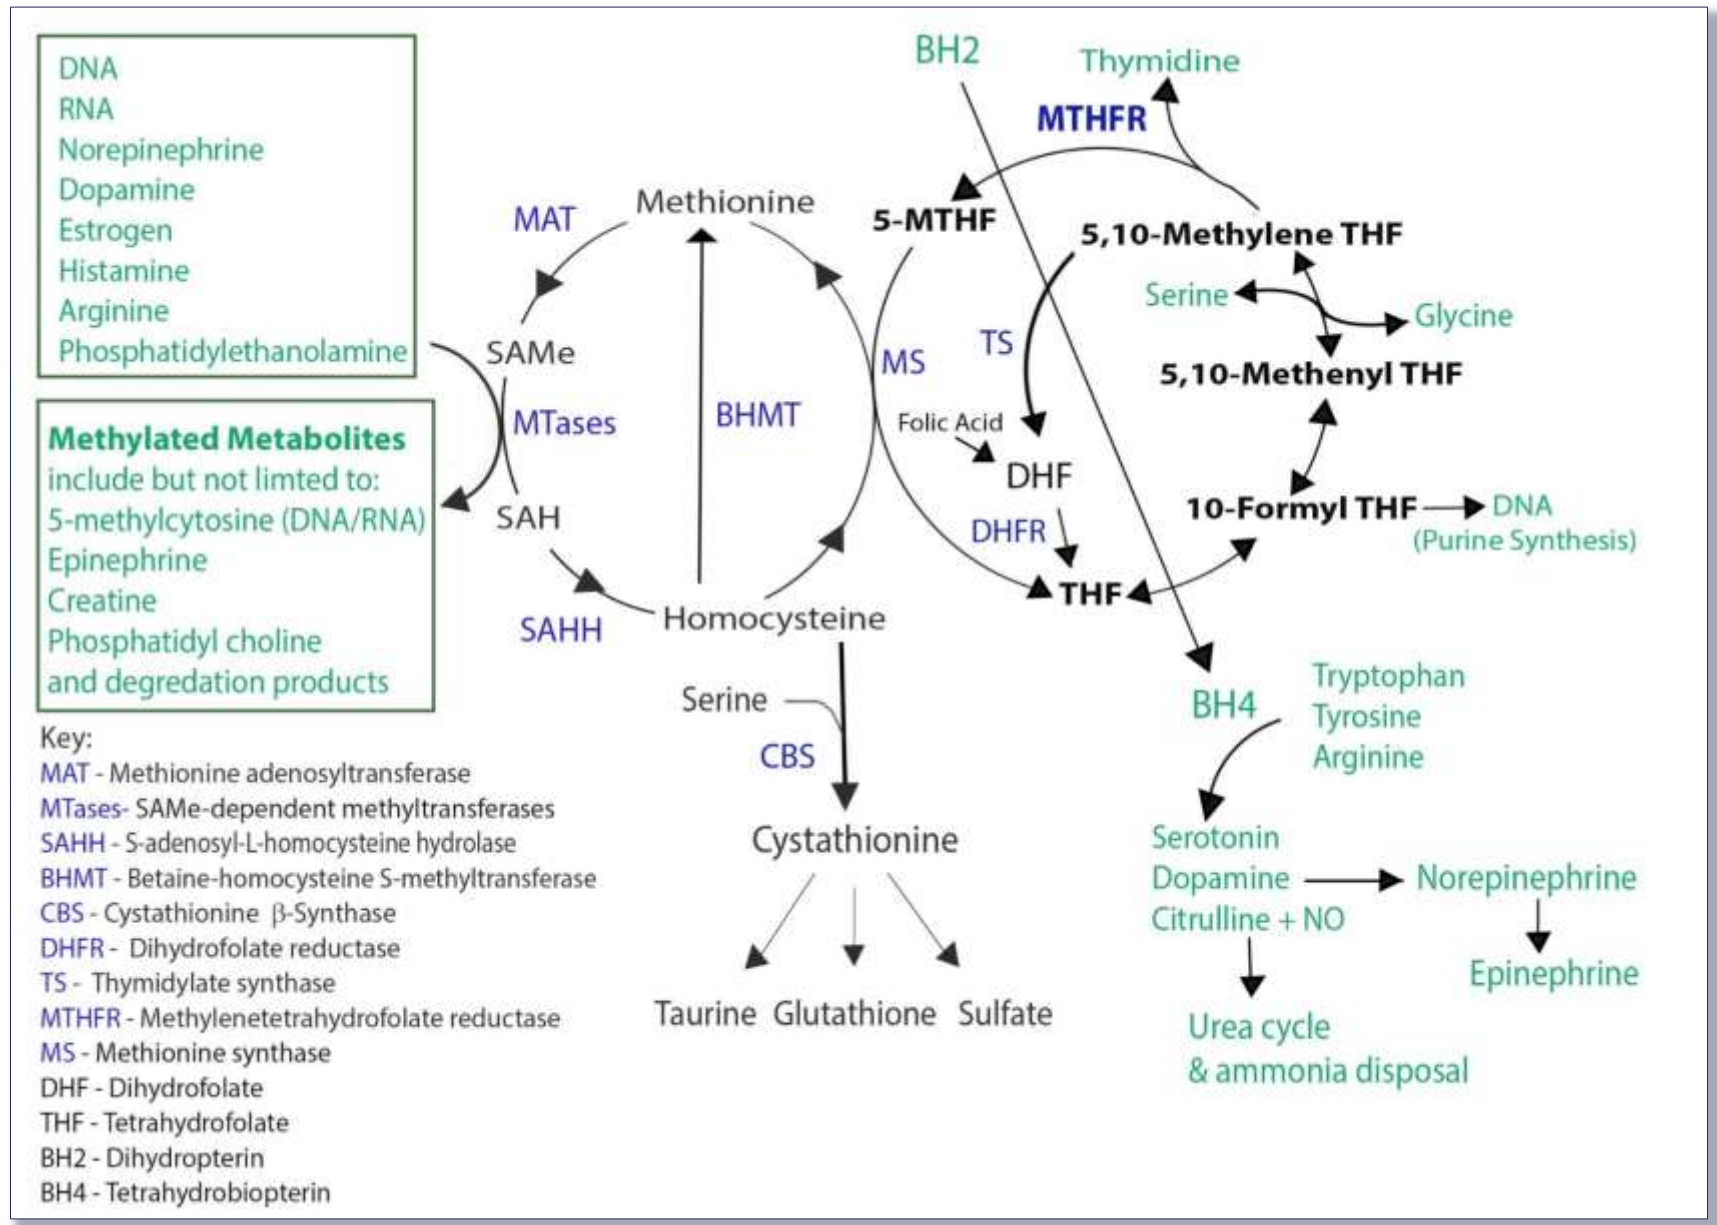 DNA
RNA
Norepinephrine
Dopamine
Estrogen
Histamine
Arginine
Phosphatidylethanolamine
Methylated Metabolites
include but not limted to:
5-methylcytosine (DNA/RNA)
Epinephrine
Creatine
Phosphatidyl choline
and degredation products
Key:
MAT - Methionine adenosyltransferase
MTases- SAMe-dependent methyltransferases
SAHH - S-adenosyl-L-homocysteine hydrolase
BHMT - Betaine-homocysteine S-methyltransferase
CBS - Cystathionine β-Synthase
DHFR - Dihydrofolate reductase
TS - Thymidylate synthase
MTHFR - Methylenetetrahydrofolate reductase
MS - Methionine synthase
DHF - Dihydrofolate
THF - Tetrahydrofolate
BH2 - Dihydropterin
BH4 - Tetrahydrobiopterin
Methionine
MAT
SAMe
MTases
SAH
SAHH
BHMT
Homocysteine
Serine
CBS
Cystathionine
Taurine
Glutathione
Sulfate
BH2
Thymidine
MTHFR
5-MTHF
5,10-Methylene THF
Serine
Glycine
TS
MS
5,10-Methenyl THF
Folic Acid
DHF
DHFR
10-Formyl THF
DNA
(Purine Synthesis)
THF
BH4
Tryptophan
Tyrosine
Arginine
Serotonin
Dopamine
Citrulline + NO
Norepinephrine
Epinephrine
Urea cycle
& ammonia disposal